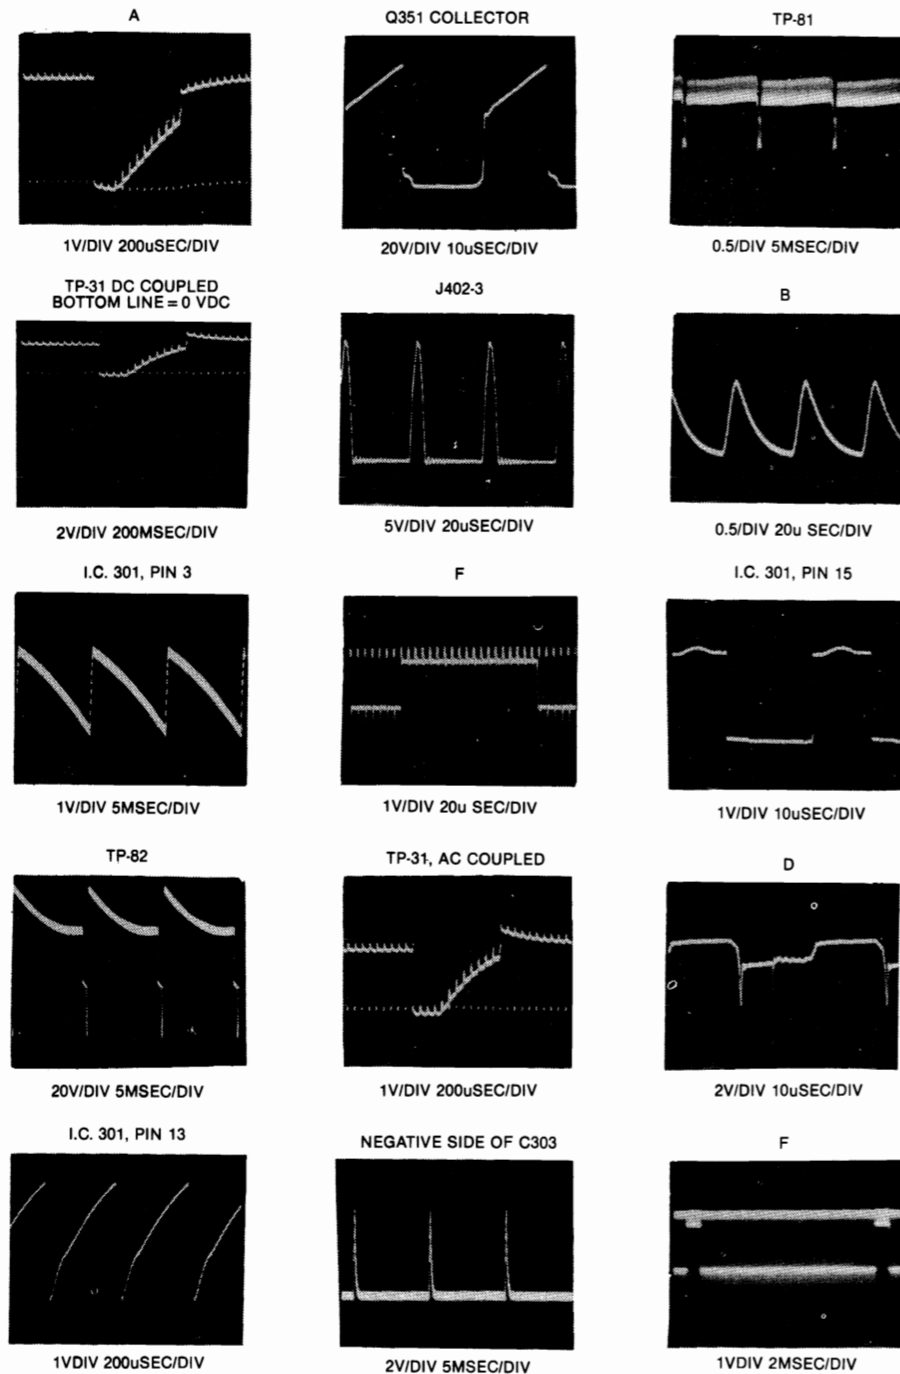 A
Q351 COLLECTOR
TP-81
1V/DIV 200uSEC/DIV
20V/DIV 10uSEC/DIV
0.5/DIV 5MSEC/DIV
TP-31 DC COUPLED
BOTTOM LINE = 0 VDC
J402-3
B
2V/DIV 200MSEC/DIV
5V/DIV 20uSEC/DIV
0.5/DIV 20u SEC/DIV
I.C. 301, PIN 3
F
I.C. 301, PIN 15
1V/DIV 5MSEC/DIV
1V/DIV 20u SEC/DIV
1V/DIV 10uSEC/DIV
TP-82
TP-31, AC COUPLED
D
20V/DIV 5MSEC/DIV
1V/DIV 200uSEC/DIV
2V/DIV 10uSEC/DIV
I.C. 301, PIN 13
NEGATIVE SIDE OF C303
F
1VDIV 200uSEC/DIV
2V/DIV 5MSEC/DIV
1VDIV 2MSEC/DIV